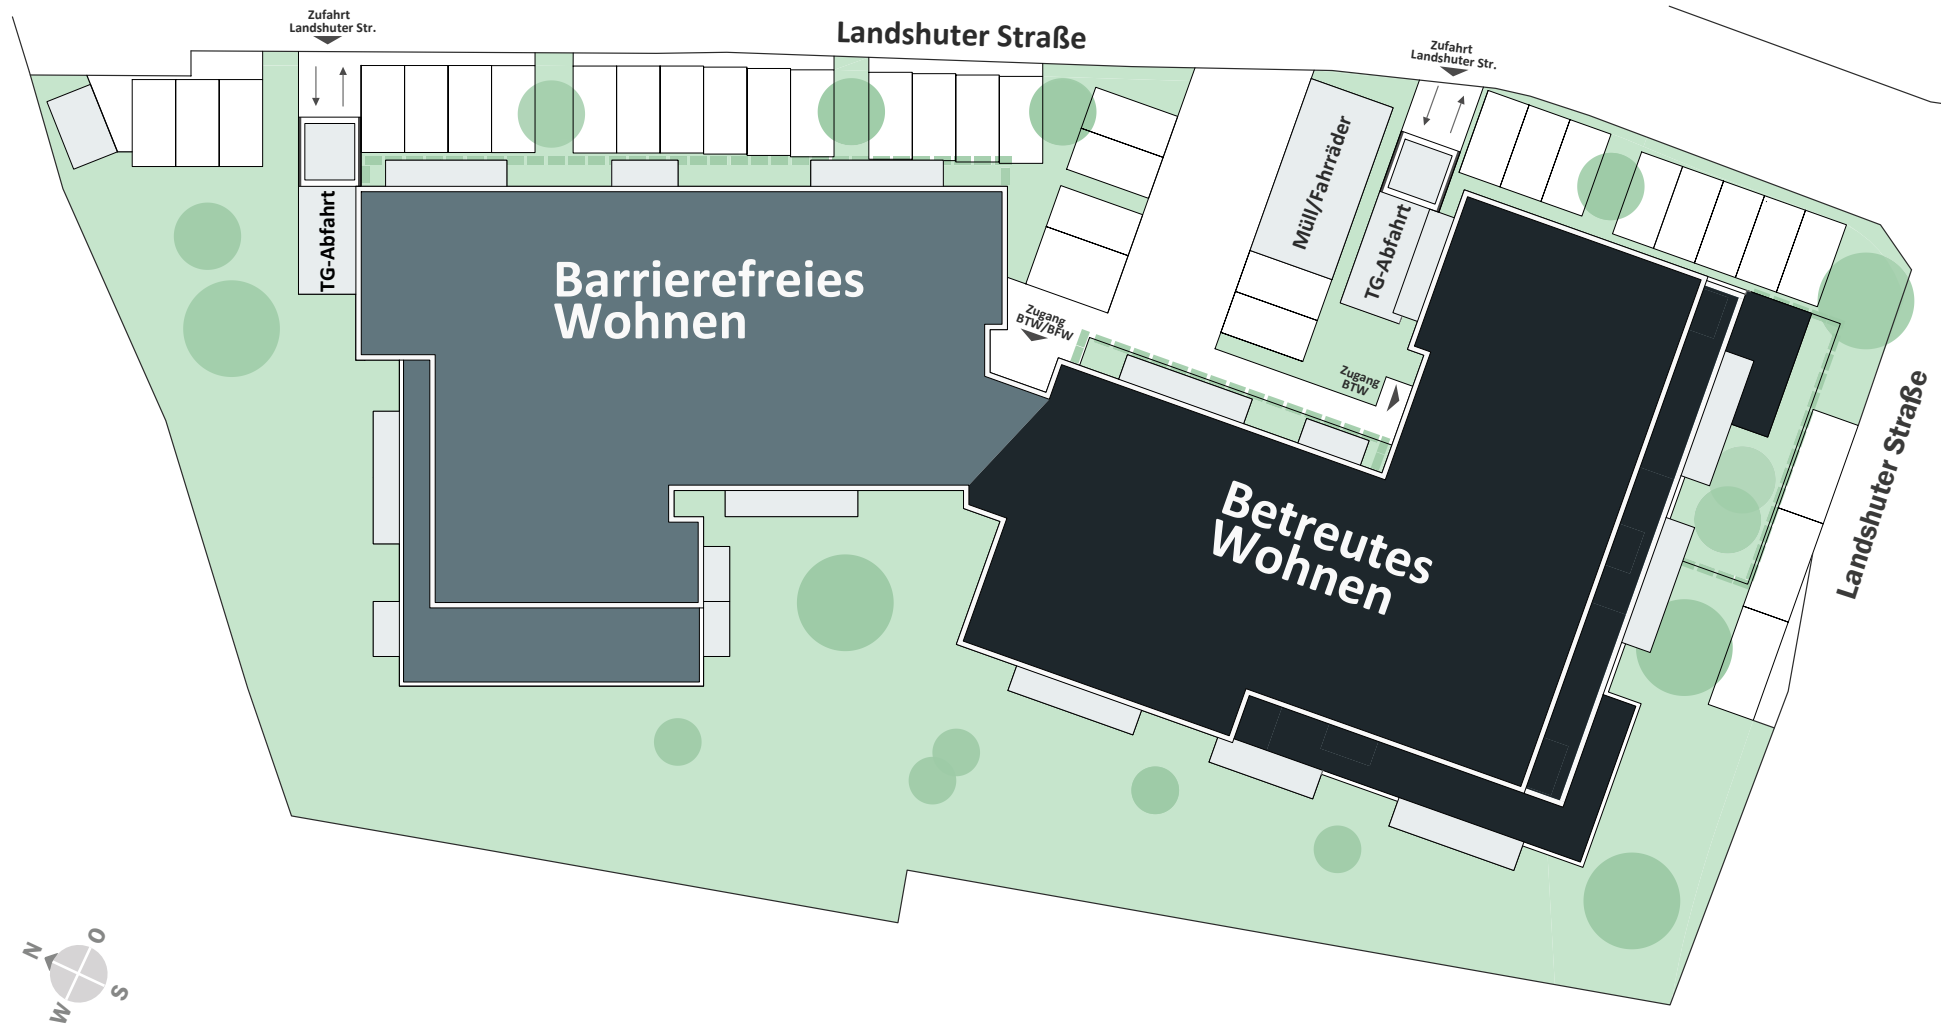 Zufahrt
Landshuter Str.
Landshuter Straße
Zufahrt
Landshuter Str.
TG-Abfahrt
Müll/Fahrräder
TG-Abfahrt
Barrierefreies
Wohnen
Zugang
BTW/BFW
Zugang
BTW
Landshuter Straße
Betreutes
Wohnen
N
O
S
W